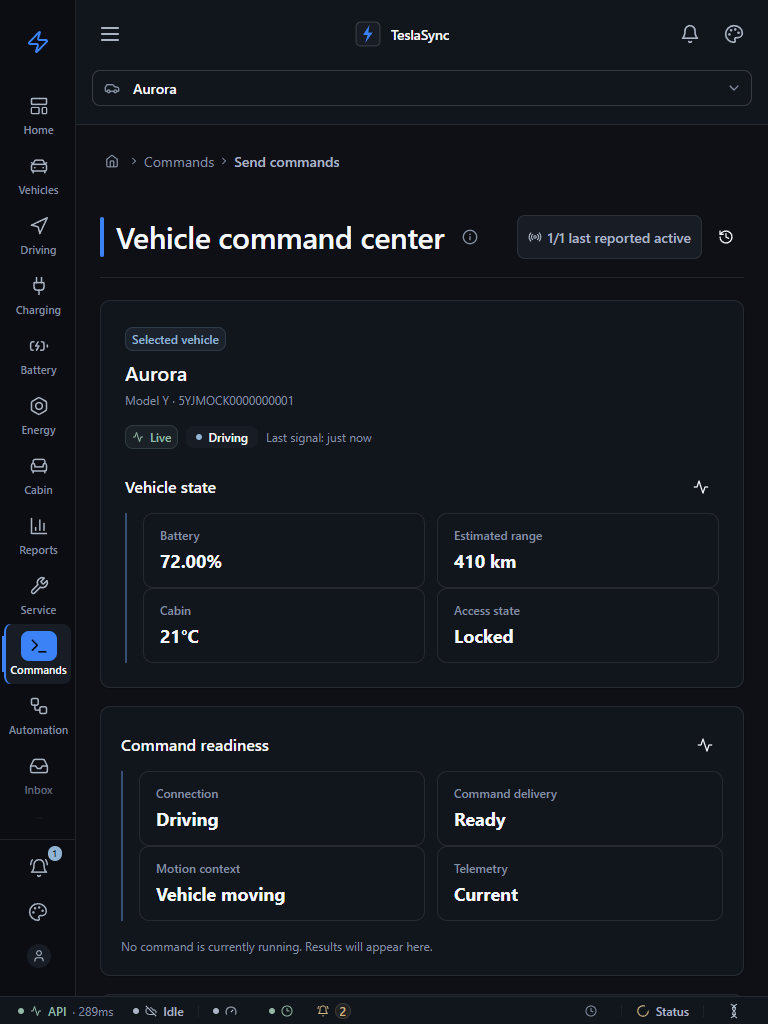 TeslaSync
Aurora
Home
Vehicles
Driving
Charging
Battery
Energy
Cabin
Reports
Service
Commands
Automation
Inbox
1
Commands
Send commands
Vehicle command center
1/1 last reported active
Selected vehicle
Aurora
Model Y · 5YJMOCK0000000001
Live
Driving
Last signal: just now
Vehicle state
Battery
72.00%
Estimated range
410 km
Cabin
21°C
Access state
Locked
Command readiness
Connection
Driving
Command delivery
Ready
Motion context
Vehicle moving
Telemetry
Current
No command is currently running. Results will appear here.
API · 289ms
Idle
2
Status